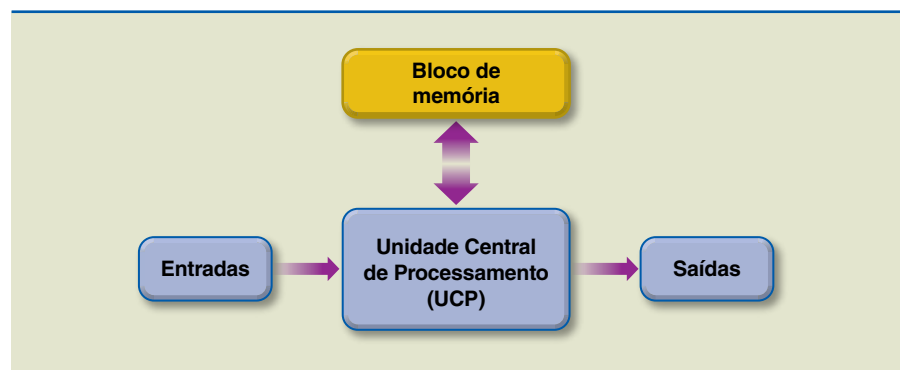 Bloco de
memória
Entradas
Unidade Central
de Processamento
(UCP)
Saídas